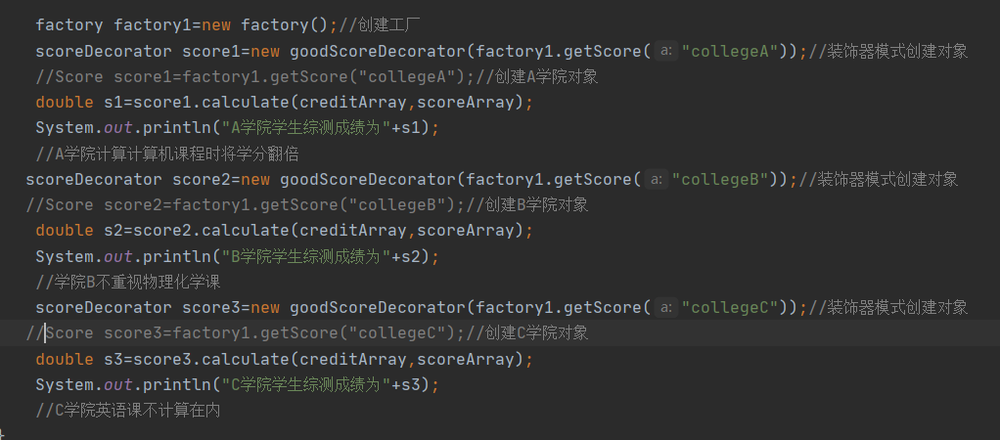 factory factory1=new factory();//创建工厂
scoreDecorator score1=new goodScoreDecorator(factory1.getScore( a: "collegeA"));//装饰器模式创建对象
//Score score1=factory1.getScore("collegeA");//创建A学院对象
double s1=score1.calculate(creditArray,scoreArray);
System.out.println("A学院学生综测成绩为"+s1);
//A学院计算计算机课程时将学分翻倍
scoreDecorator score2=new goodScoreDecorator(factory1.getScore( a: "collegeB"));//装饰器模式创建对象
//Score score2=factory1.getScore("collegeB");//创建B学院对象
double s2=score2.calculate(creditArray,scoreArray);
System.out.println("B学院学生综测成绩为"+s2);
//学院B不重视物理化学课
scoreDecorator score3=new goodScoreDecorator(factory1.getScore( a: "collegeC"));//装饰器模式创建对象
//Score score3=factory1.getScore("collegeC");//创建C学院对象
double s3=score3.calculate(creditArray,scoreArray);
System.out.println("C学院学生综测成绩为"+s3);
//C学院英语课不计算在内
}